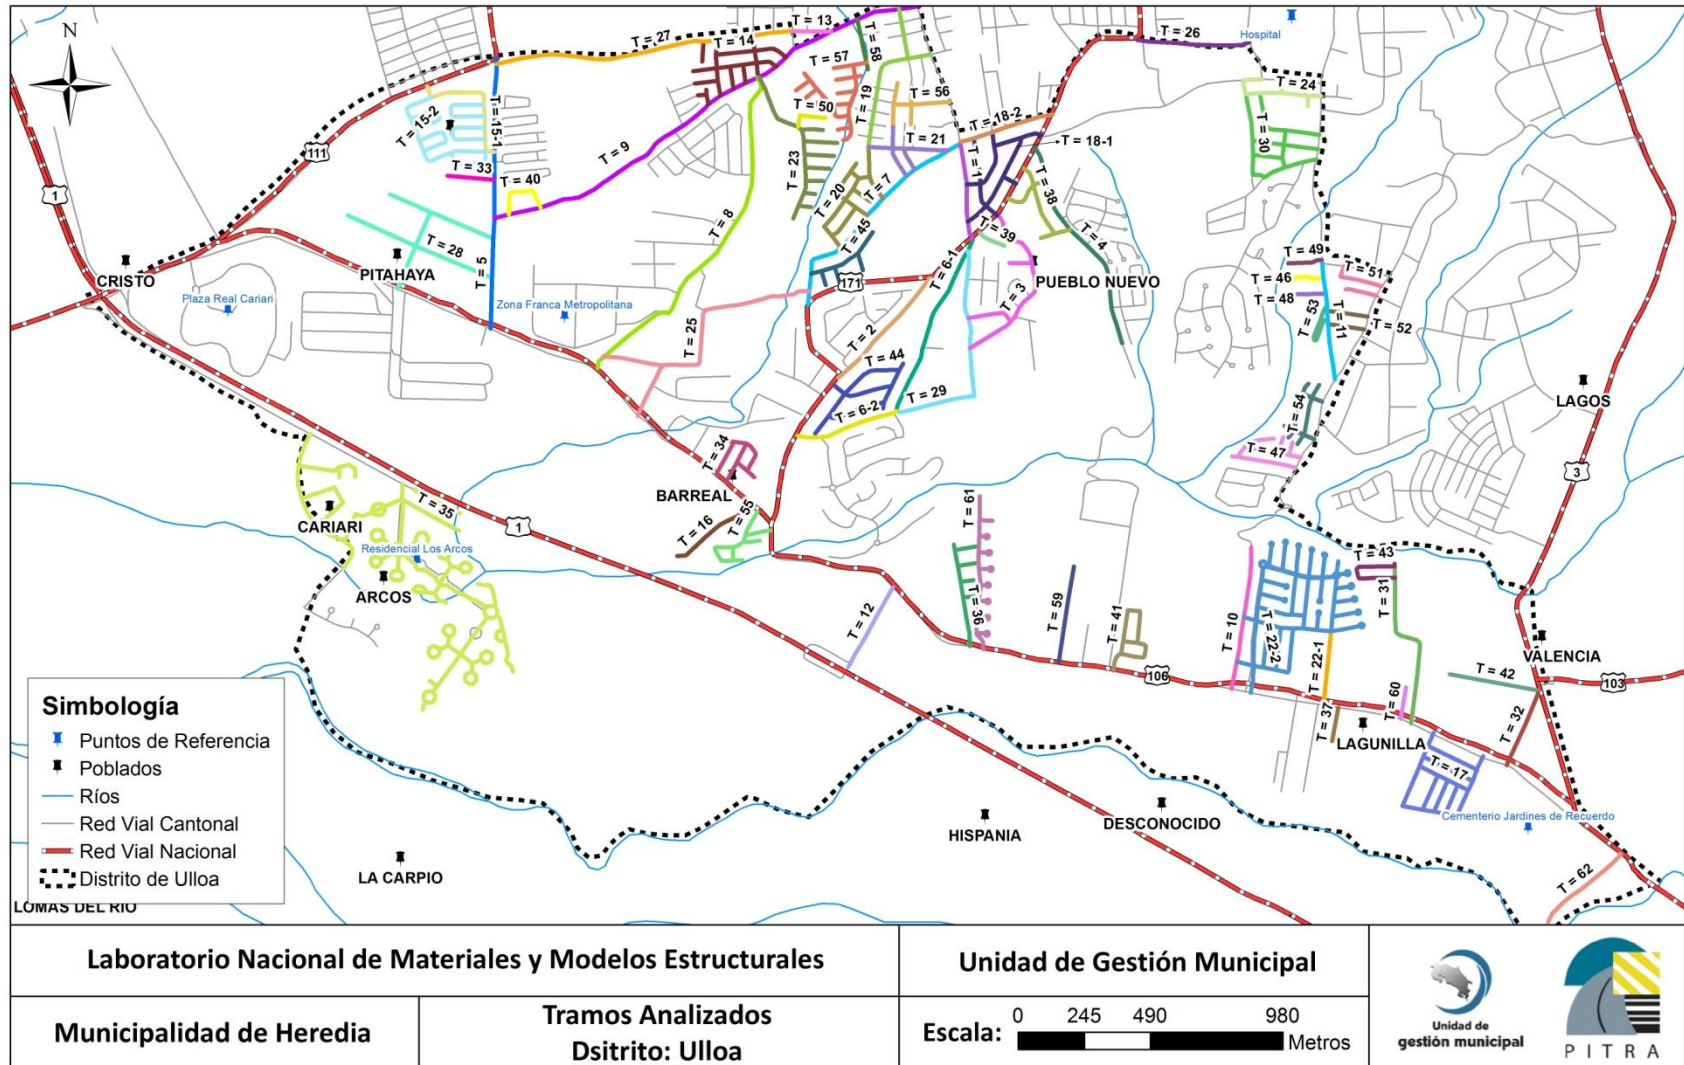 N
T = 27
T = 13
T = 14
T = 57
T = 58
T = 26
Hospital
T = 24
T = 15-2
T = 15-1
T = 50
T = 19
T = 56
T = 18-2
T = 18-1
T = 30
111
T = 9
T = 33
T = 40
T = 23
T = 21
T = 20
T = 7
T = 1
T = 38
1
T = 28
T = 5
T = 8
T = 45
T = 39
T = 4
T = 49
T = 51
CRISTO
PITAHAYA
171
T = 6-1
PUEBLO NUEVO
T = 46
T = 48
Plaza Real Cariari
Zona Franca Metropolitana
T = 25
T = 2
T = 3
T = 53
T = 11
T = 52
T = 44
T = 29
T = 6-2
T = 54
LAGOS
T = 34
T = 47
3
BARREAL
T = 35
CARIARI
1
T = 16
T = 55
T = 61
Residencial Los Arcos
ARCOS
T = 43
T = 12
T = 36
T = 59
T = 41
T = 10
T = 22-2
T = 22-1
T = 31
VALENCIA
106
T = 42
103
T = 37
T = 60
T = 32
LAGUNILLA
T = 17
Cementerio Jardines de Recuerdo
HISPANIA
DESCONOCIDO
LA CARPIO
T = 62
Simbología
Puntos de Referencia
Poblados
Ríos
Red Vial Cantonal
Red Vial Nacional
Distrito de Ulloa
LOMAS DEL RIO
Laboratorio Nacional de Materiales y Modelos Estructurales
Unidad de Gestión Municipal
Municipalidad de Heredia
Tramos Analizados
Dsitrito: Ulloa
Escala:
0 245 490 980
Metros
Unidad de
gestión municipal
PITRA